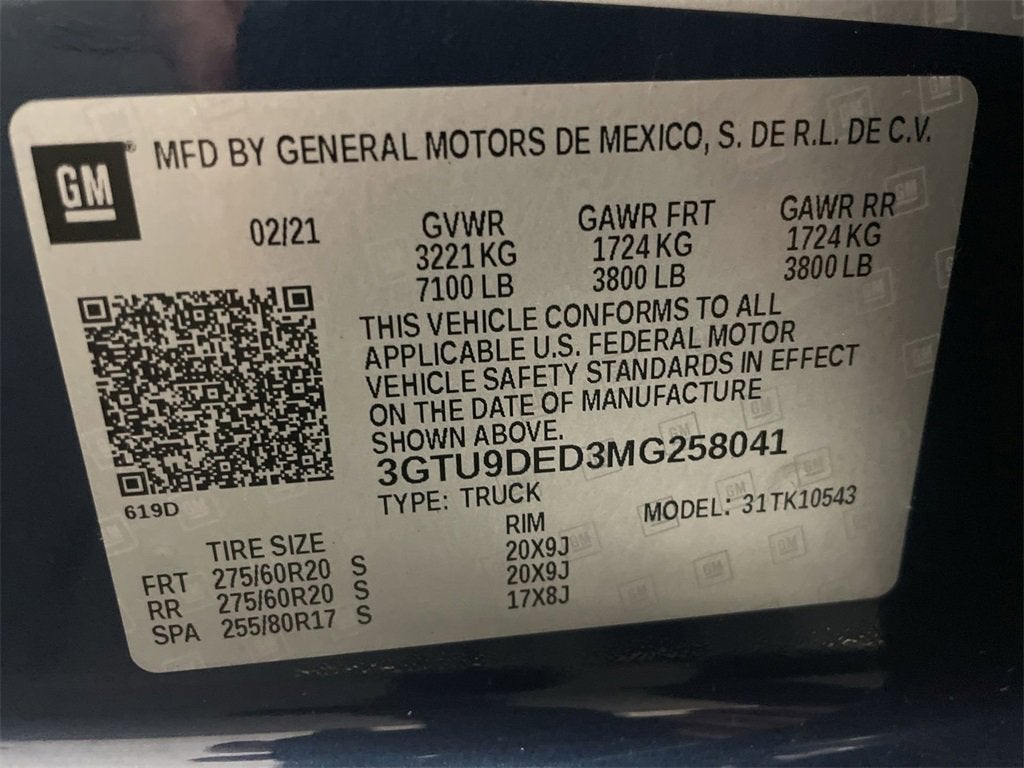 GM
MFD BY GENERAL MOTORS DE MEXICO, S. DE R.L. DE C.V.
02/21 GVWR GAWR FRT GAWR RR
3221 KG 1724 KG 1724 KG
7100 LB 3800 LB 3800 LB
THIS VEHICLE CONFORMS TO ALL
APPLICABLE U.S. FEDERAL MOTOR
VEHICLE SAFETY STANDARDS IN EFFECT
ON THE DATE OF MANUFACTURE
SHOWN ABOVE.
3GTU9DED3MG258041
619D
TYPE: TRUCK MODEL: 31TK10543
TIRE SIZE RIM
FRT 275/60R20 S 20X9J
RR 275/60R20 S 20X9J
SPA 255/80R17 S 17X8J